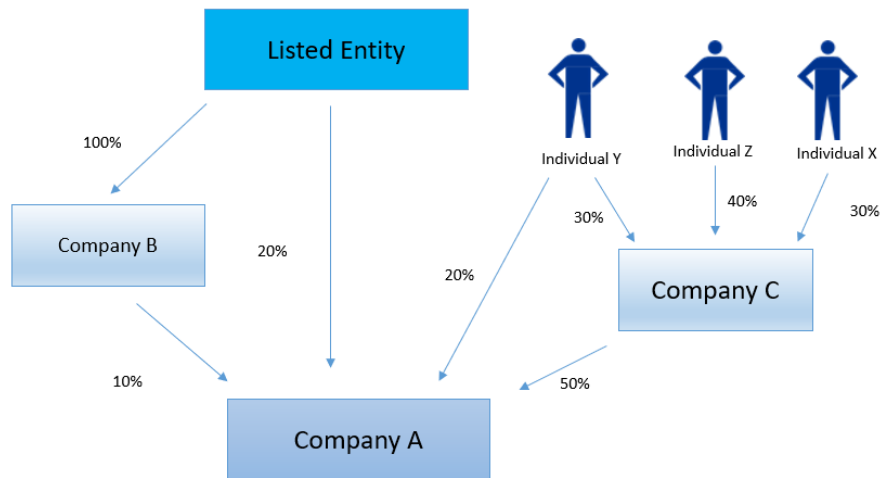 Listed Entity
100%
Individual Y
Individual Z
Individual X
30%
40%
30%
Company B
20%
20%
Company C
10%
50%
Company A